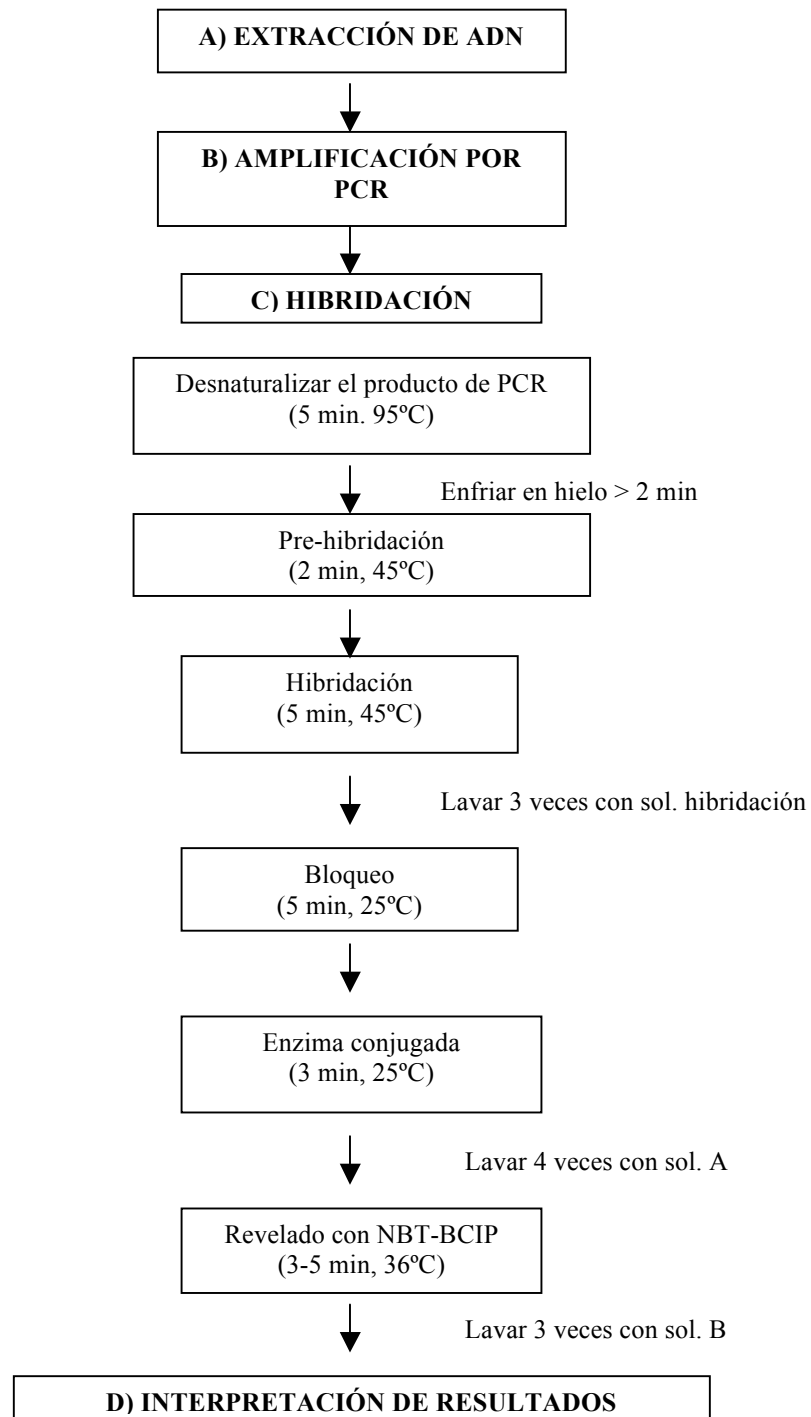 A) EXTRACCIÓN DE ADN
B) AMPLIFICACIÓN POR
PCR
C) HIBRIDACIÓN
Desnaturalizar el producto de PCR
(5 min. 95ºC)
Enfriar en hielo > 2 min
Pre-hibridación
(2 min, 45ºC)
Hibridación
(5 min, 45ºC)
Lavar 3 veces con sol. hibridación
Bloqueo
(5 min, 25ºC)
Enzima conjugada
(3 min, 25ºC)
Lavar 4 veces con sol. A
Revelado con NBT-BCIP
(3-5 min, 36ºC)
Lavar 3 veces con sol. B
D) INTERPRETACIÓN DE RESULTADOS